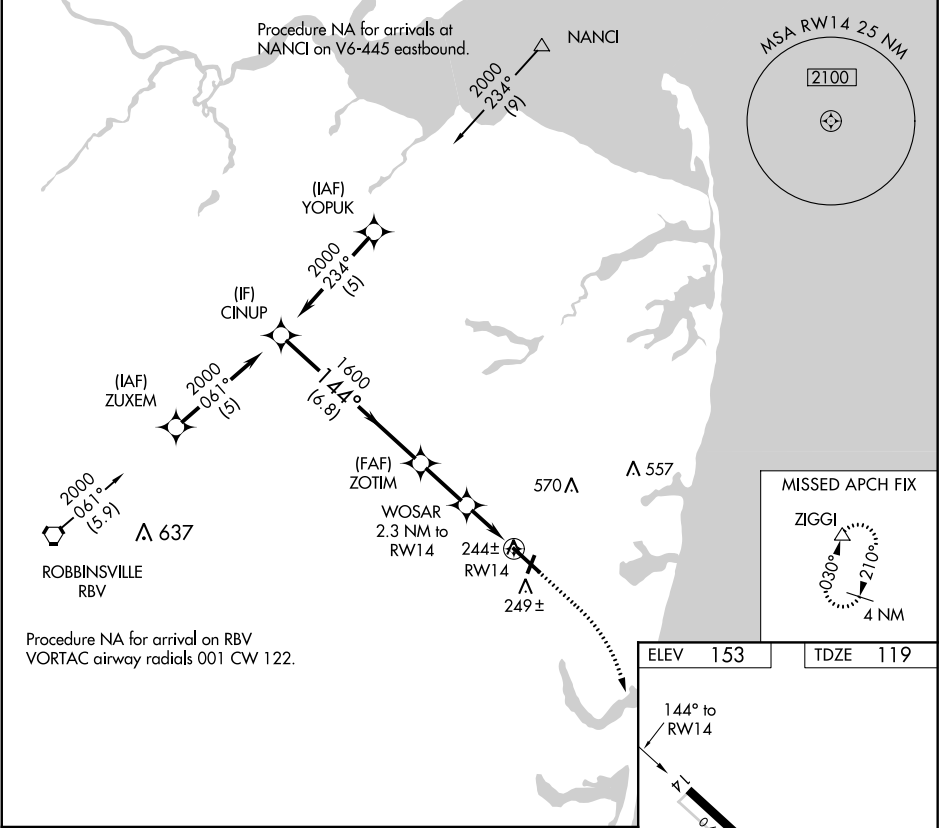 Procedure NA for arrivals at
NANCI on V6-445 eastbound.
NANCI
2000
234°
(9)
MSA RW14 25 NM
2100
(IAF)
YOPUK
2000
234°
(5)
(IF)
CINUP
(IAF)
ZUXEM
2000
061°
(5)
1600
144°
(6.8)
(FAF)
ZOTIM
WOSAR
2.3 NM to
RW14
570
557
244±
RW14
249±
2000
061°
(5.9)
637
ROBBINSVILLE
RBV
Procedure NA for arrival on RBV
VORTAC airway radials 001 CW 122.
MISSED APCH FIX
ZIGGI
030°
210°
4 NM
ELEV 153
TDZE 119
144° to
RW14
14